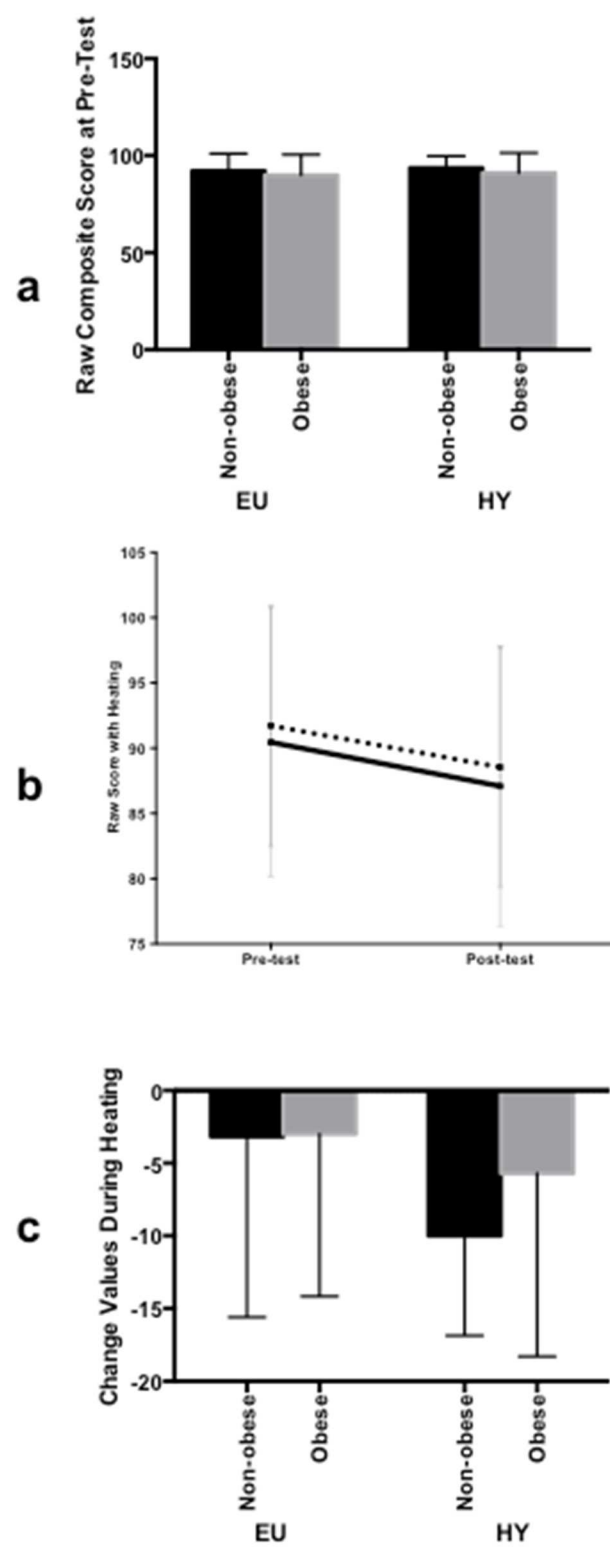 a
Raw Composite Score at Pre-Test
150
100
50
0
Non-obese
Obese
Non-obese
Obese
EU
HY
b
Raw Score with Heating
105
100
95
90
85
80
75
Pre-test
Post-test
c
Change Values During Heating
0
-5
-10
-15
-20
Non-obese
Obese
Non-obese
Obese
EU
HY